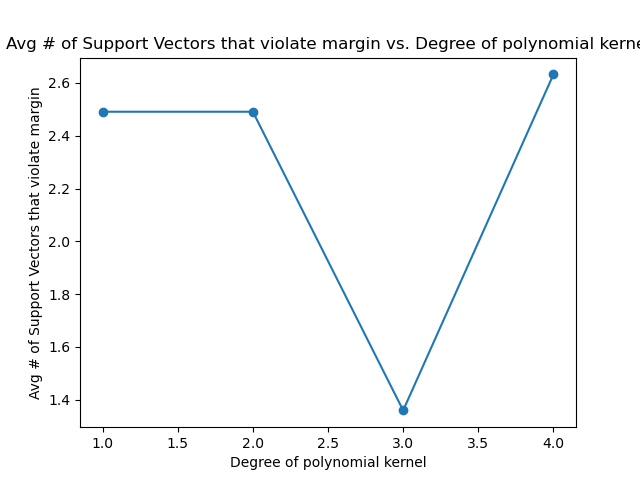 Avg # of Support Vectors that violate margin vs. Degree of polynomial kerne
Avg # of Support Vectors that violate margin
2.6
2.4
2.2
2.0
1.8
1.6
1.4
1.0 1.5 2.0 2.5 3.0 3.5 4.0
Degree of polynomial kernel